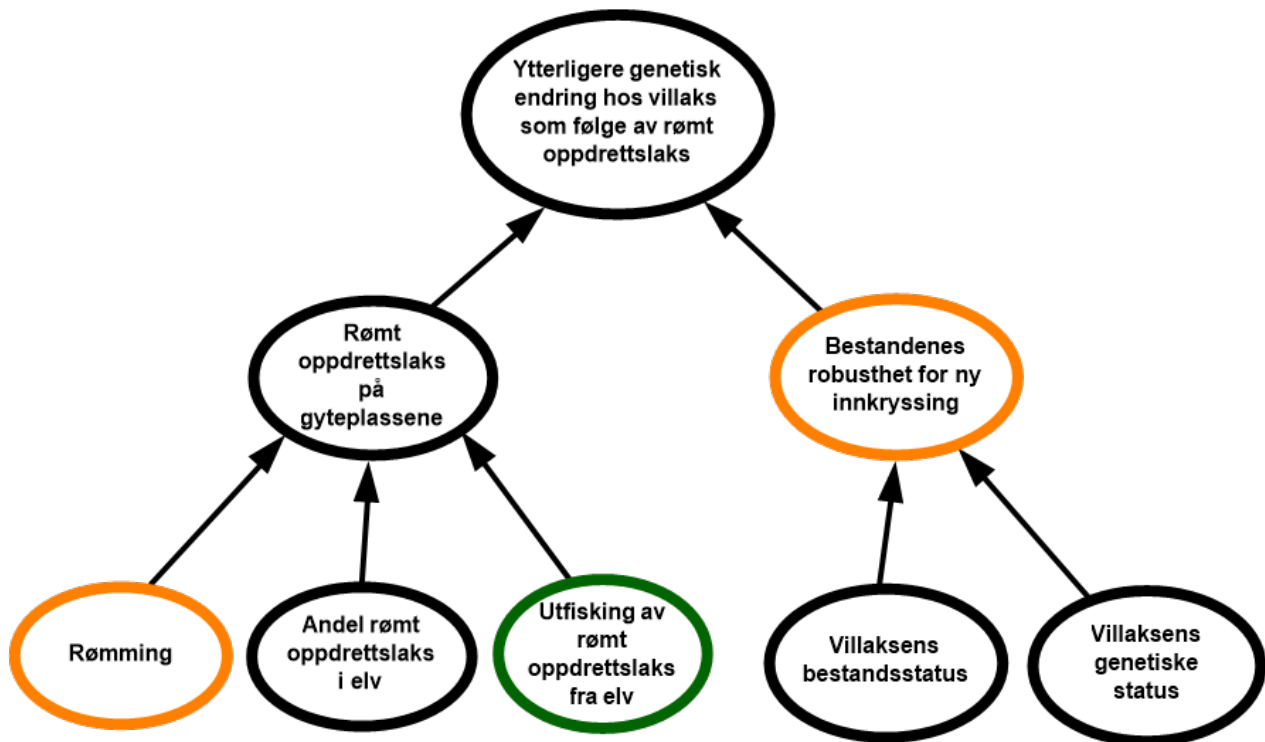 Ytterligere genetisk
endring hos villaks
som følge av rømt
oppdrettslaks
Rømt
oppdrettslaks
på
gyteplassene
Bestandenes
robusthet for ny
innkryssing
Rømming
Andel rømt
oppdrettslaks
i elv
Utfisking av
rømt
oppdrettslaks
fra elv
Villaksens
bestandsstatus
Villaksens
genetiske
status